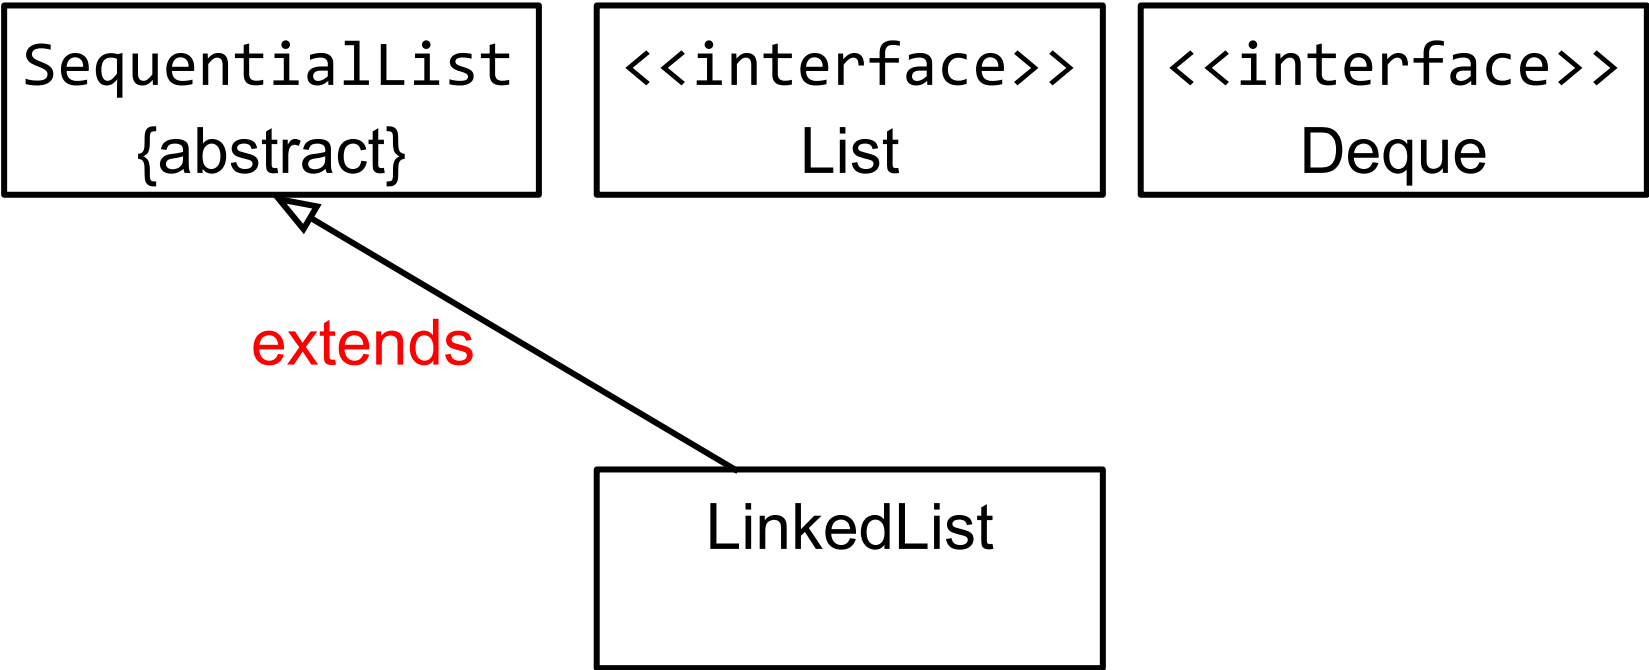 SequentialList
{abstract}
<<interface>>
List
<<interface>>
Deque
extends
LinkedList